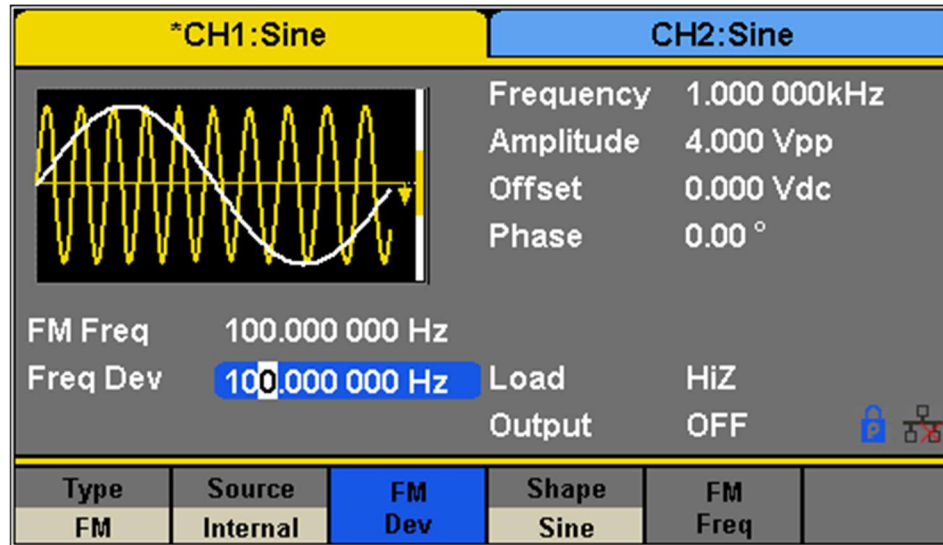 *CH1:Sine CH2:Sine
Frequency 1.000 000kHz
Amplitude 4.000 Vpp
Offset 0.000 Vdc
Phase 0.00 °
FM Freq 100.000 000 Hz
Freq Dev 100.000 000 Hz Load HiZ
Output OFF P
Type Source FM Shape FM
FM Internal Dev Sine Freq